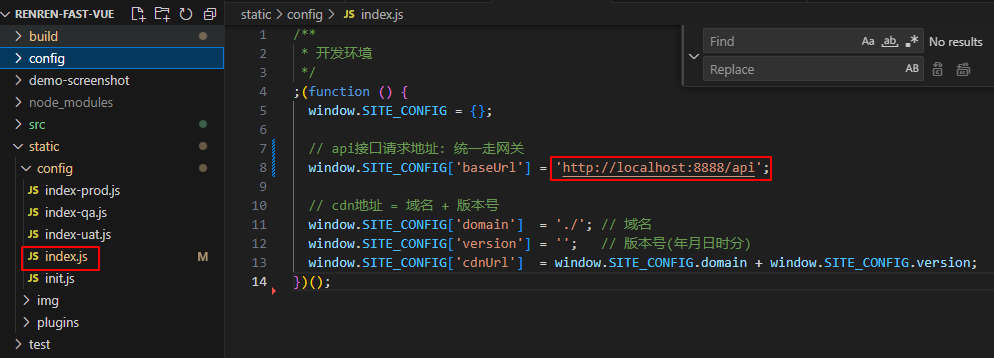 RENREN-FAST-VUE
build
config
demo-screenshot
node_modules
src
static
config
JS index-prod.js
JS index-qa.js
JS index-uat.js
JS index.js M
JS init.js
img
plugins
test
static > config > JS index.js
Find Aa ab .* No results
Replace AB
1 /**
2 * 开发环境
3 */
4 ;(function () {
5 window.SITE_CONFIG = {};
6
7 // api接口请求地址: 统一走网关
8 window.SITE_CONFIG['baseUrl'] = 'http://localhost:8888/api';
9
10 // cdn地址 = 域名 + 版本号
11 window.SITE_CONFIG['domain'] = './'; // 域名
12 window.SITE_CONFIG['version'] = ''; // 版本号(年月日时分)
13 window.SITE_CONFIG['cdnUrl'] = window.SITE_CONFIG.domain + window.SITE_CONFIG.version;
14 })();